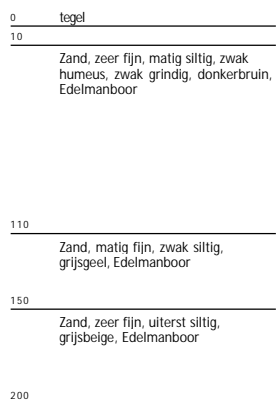 0 tegel
10
Zand, zeer fijn, matig siltig, zwak
humeus, zwak grindig, donkerbruin,
Edelmanboor
110
Zand, matig fijn, zwak siltig,
grijsgeel, Edelmanboor
150
Zand, zeer fijn, uiterst siltig,
grijsbeige, Edelmanboor
200